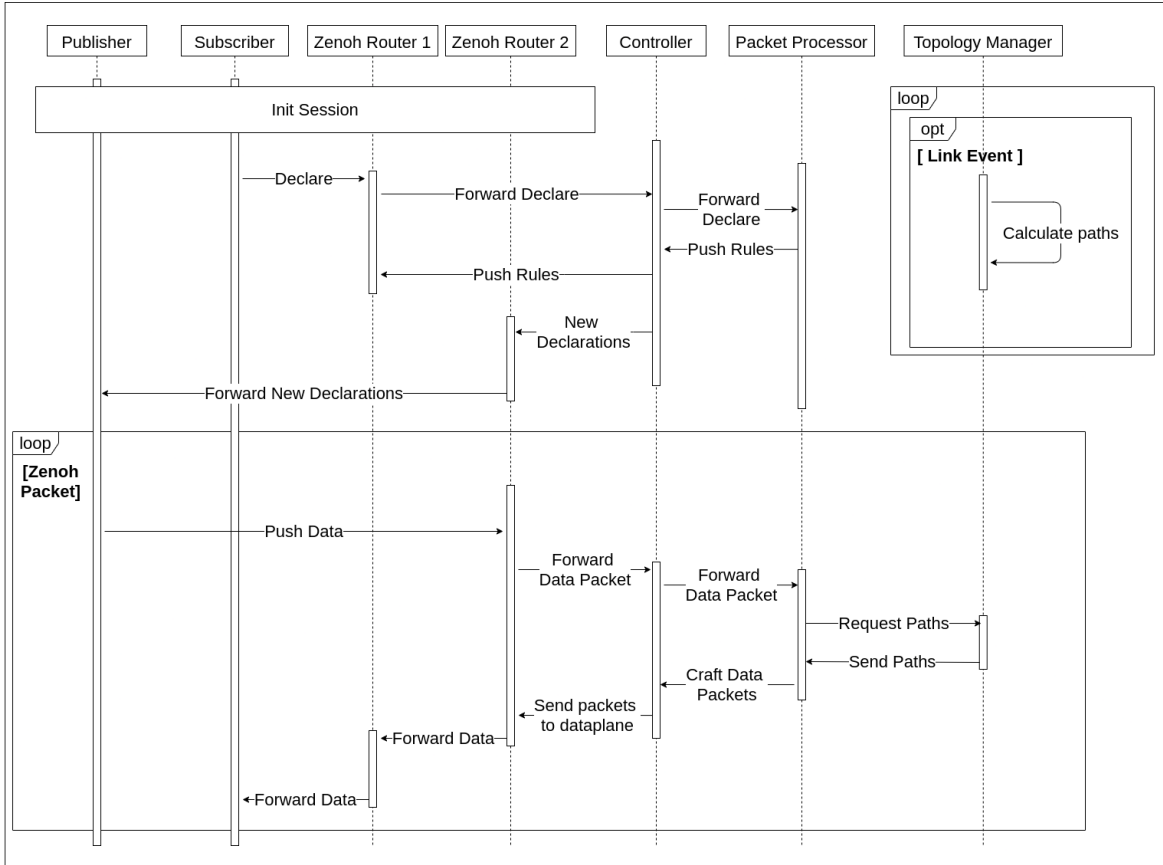 Publisher
Subscriber
Zenoh Router 1
Zenoh Router 2
Controller
Packet Processor
Topology Manager
Init Session
loop
opt
[ Link Event ]
Declare
Forward Declare
Forward
Declare
Calculate paths
Push Rules
Push Rules
New
Declarations
Forward New Declarations
loop
[Zenoh
Packet]
Push Data
Forward
Data Packet
Forward
Data Packet
Request Paths
Send Paths
Craft Data
Packets
Send packets
to dataplane
Forward Data
Forward Data